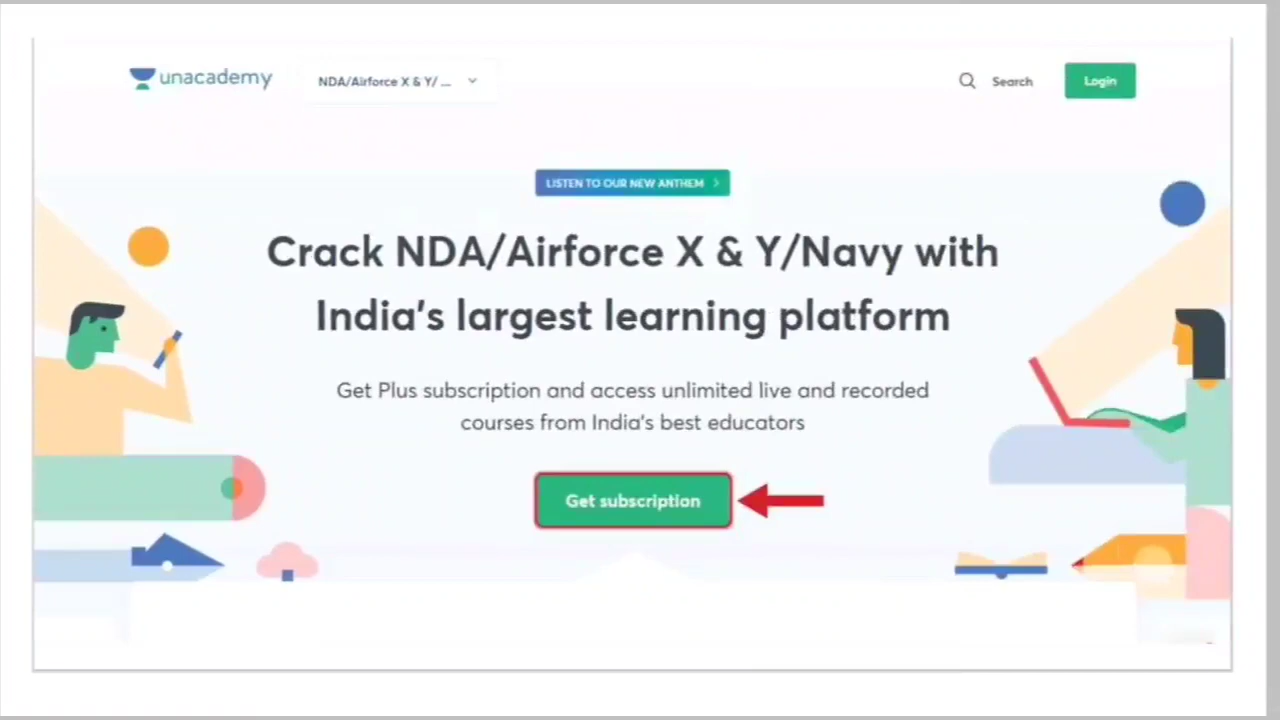 unacademy
NDA/Airforce X & Y/ ...
Search
Login
LISTEN TO OUR NEW ANTHEM
Crack NDA/Airforce X & Y/Navy with
India's largest learning platform
Get Plus subscription and access unlimited live and recorded
courses from India's best educators
Get subscription